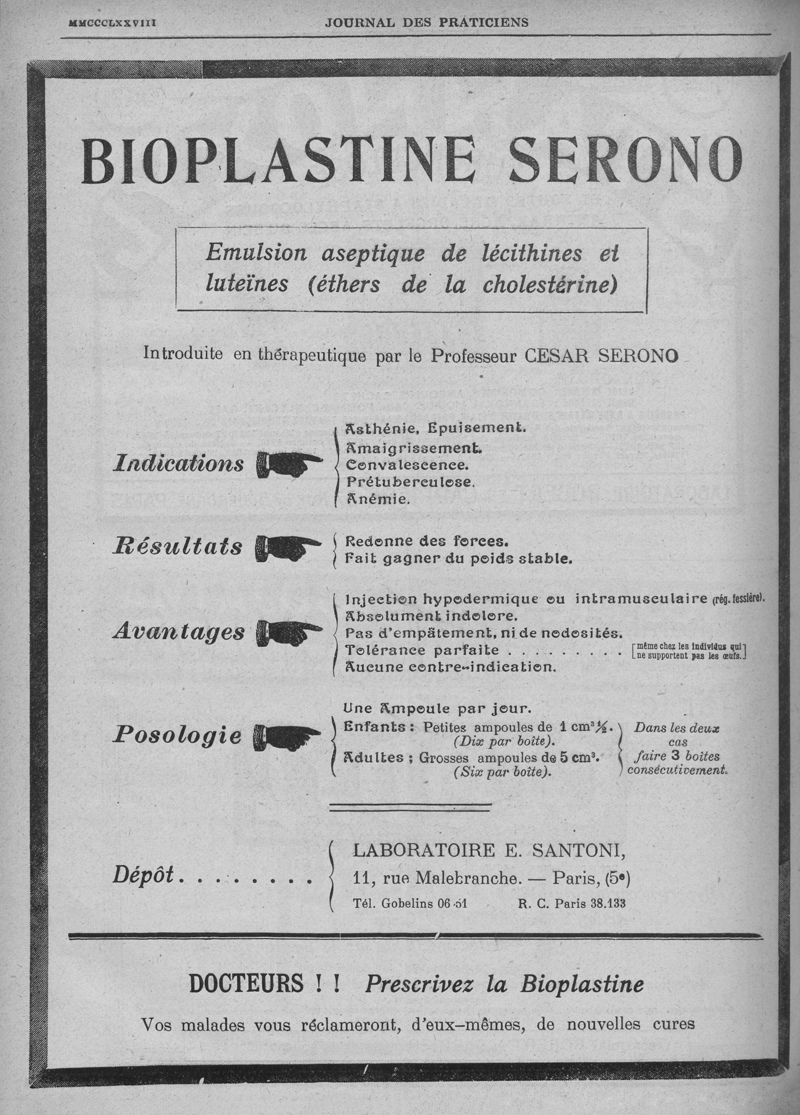 MMCCCLXXVIII
JOURNAL DES PRATICIENS
BIOPLASTINE SERONO
Emulsion aseptique de lécithines et
luteïnes (éthers de la cholestérine)
Introduite en thérapeutique par le Professeur CESAR SERONO
Indications
Asthénie, Epuisement.
Amaigrissement.
Convalescence.
Prétuberculose.
Anémie.
Résultats
Redonne des forces.
Fait gagner du poids stable.
Avantages
Injection hypodermique ou intramusculaire (rég. fessière).
Absolument indolore.
Pas d'empâtement, ni de nodosités.
Tolérance parfaite . . . . . . . . . [même chez les individus qui
ne supportent pas les œufs.]
Aucune contre-indication.
Posologie
Une Ampoule par jour.
Enfants : Petites ampoules de 1 cm³ ½.
(Dix par boîte).
Adultes ; Grosses ampoules de 5 cm³.
(Six par boîte).
Dans les deux
cas
faire 3 boîtes
consécutivement.
Dépôt . . . . . . . .
LABORATOIRE E. SANTONI,
11, rue Malebranche. — Paris, (5e)
Tél. Gobelins 06-51 R. C. Paris 38.133
DOCTEURS ! ! Prescrivez la Bioplastine
Vos malades vous réclameront, d'eux-mêmes, de nouvelles cures